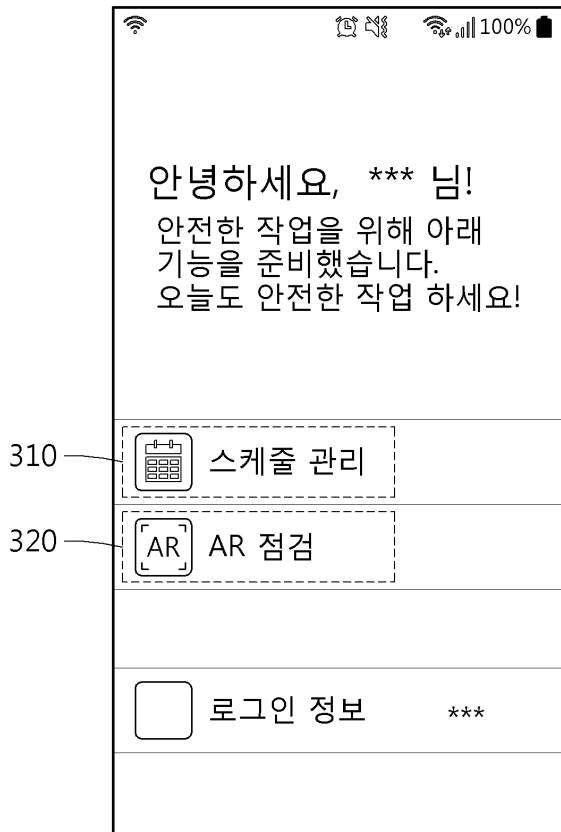 100%
안녕하세요, *** 님!
안전한 작업을 위해 아래
기능을 준비했습니다.
오늘도 안전한 작업 하세요!
310 스케줄 관리
320 AR AR 점검
로그인 정보 ***